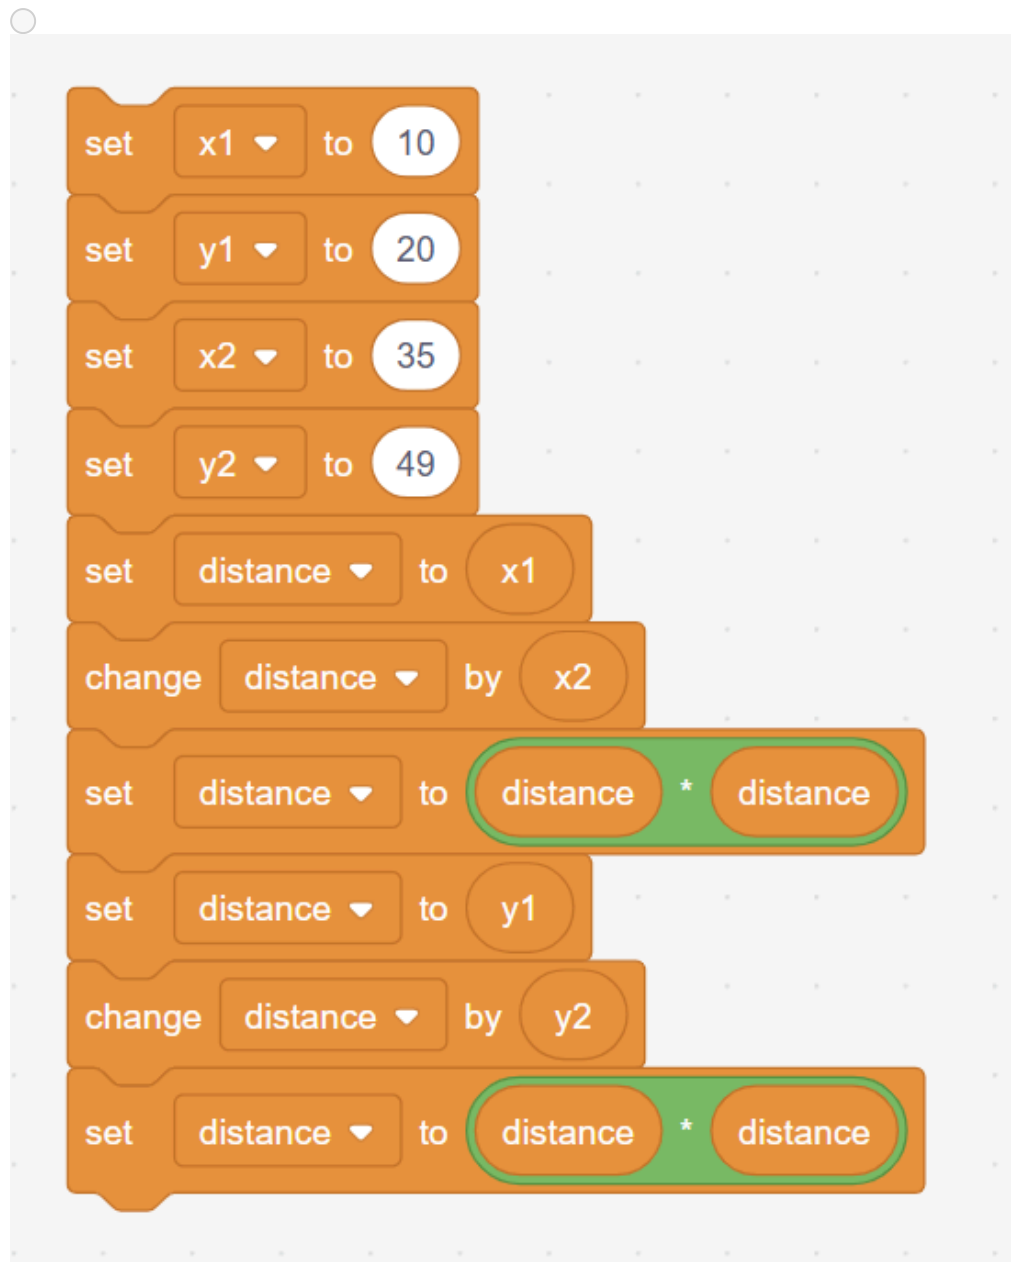 set x1 to 10
set y1 to 20
set x2 to 35
set y2 to 49
set distance to x1
change distance by x2
set distance to distance * distance
set distance to y1
change distance by y2
set distance to distance * distance